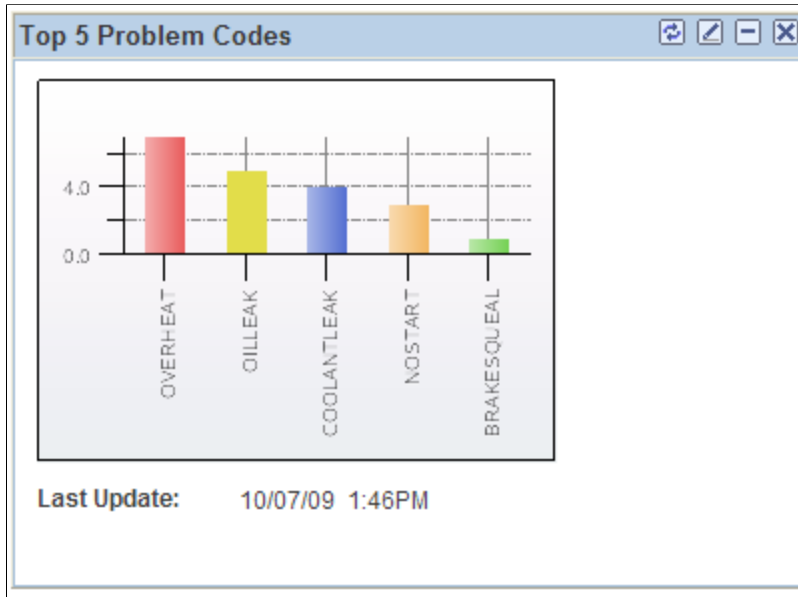 Top 5 Problem Codes
4.0
0.0
OVERHEAT
OILLEAK
COOLANTLEAK
NOSTART
BRAKESQUEAL
Last Update: 10/07/09 1:46PM